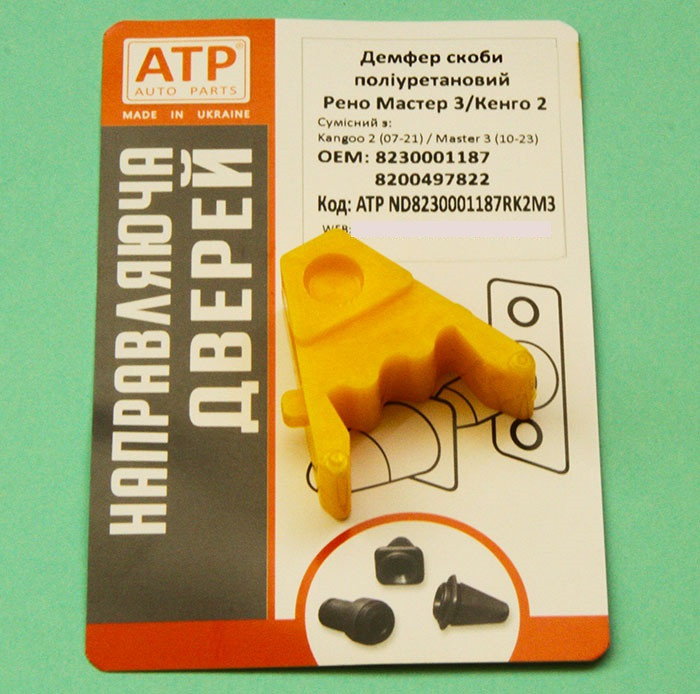 ATP®
AUTO PARTS
MADE IN UKRAINE
НАПРАВЛЯЮЧА
ДВЕРЕЙ
Демфер скоби
поліуретановий
Рено Мастер 3/Кенго 2
Сумісний з:
Kangoo 2 (07-21) / Master 3 (10-23)
OEM: 8230001187
8200497822
Код: ATP ND8230001187RK2M3
WEB: